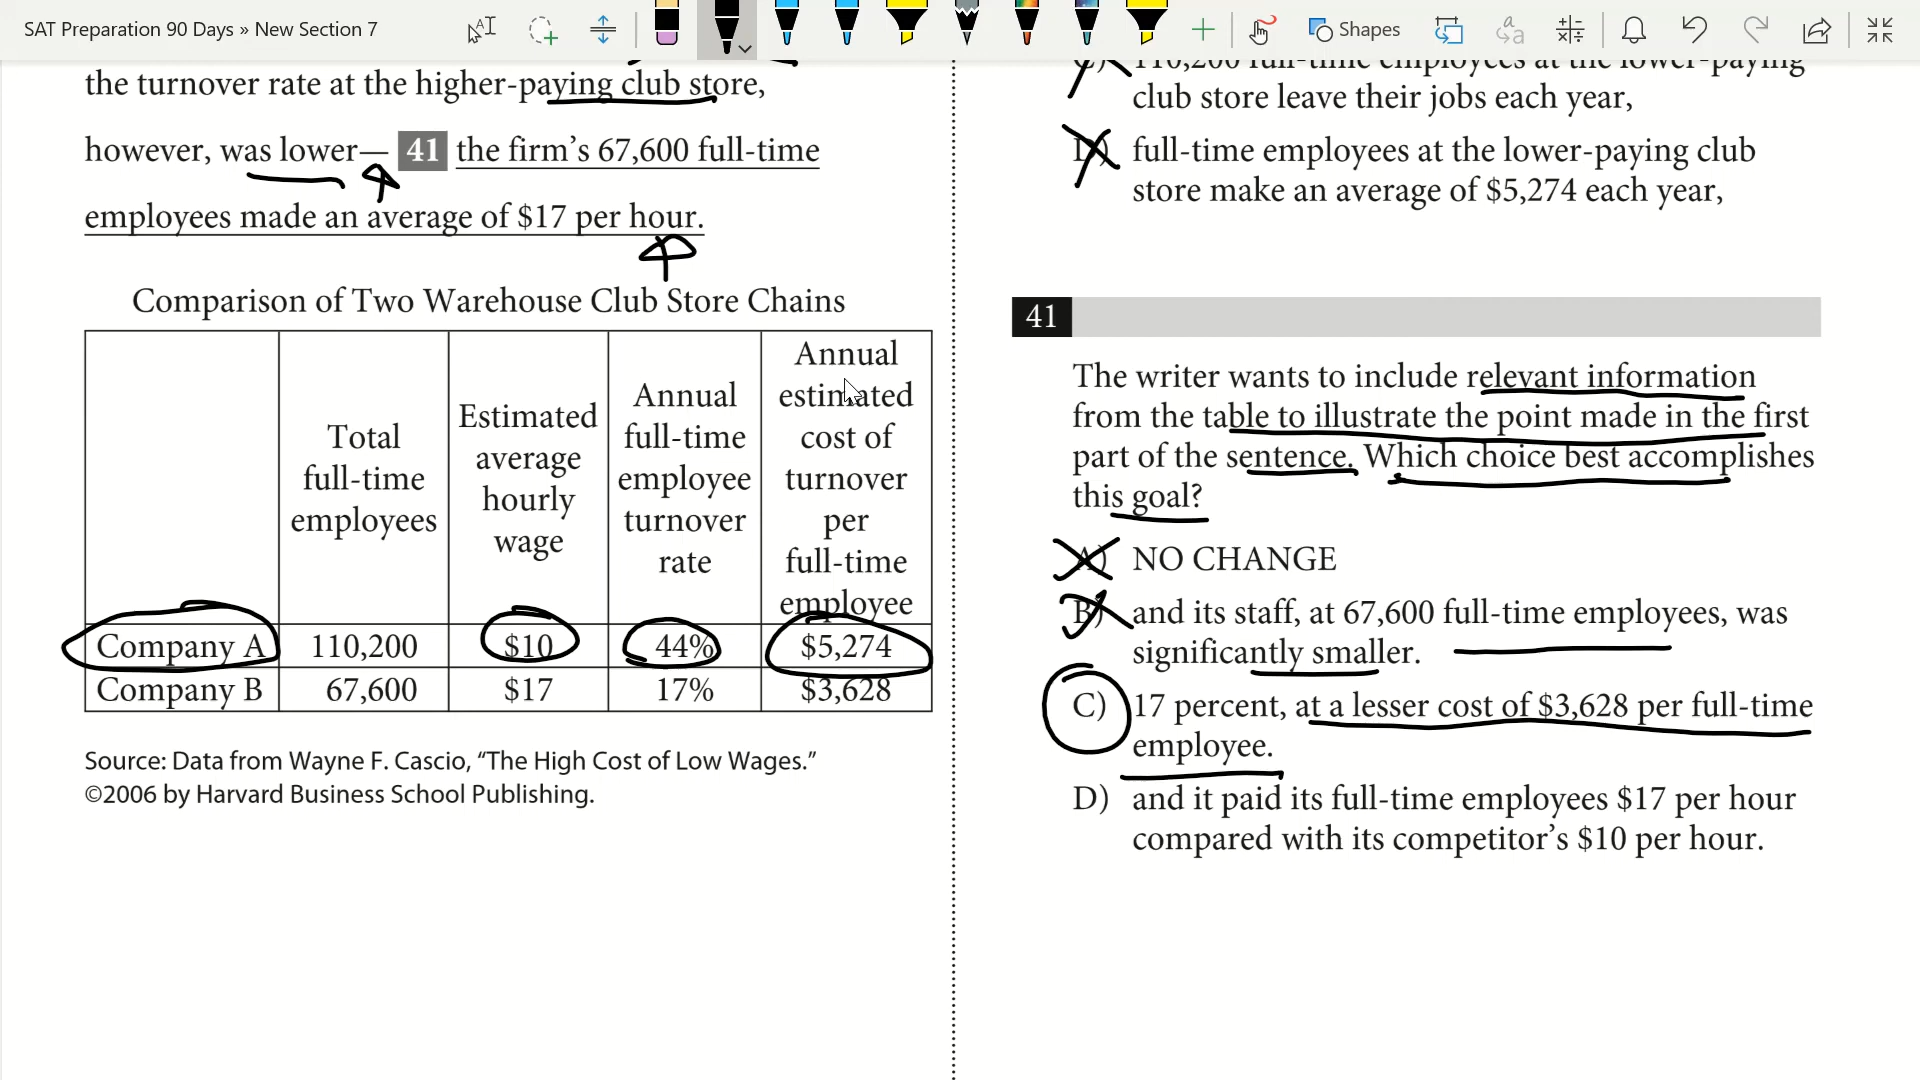 SAT Preparation 90 Days » New Section 7
Shapes
the turnover rate at the higher-paying club store,
however, was lower— 41 the firm's 67,600 full-time
employees made an average of $17 per hour.
Comparison of Two Warehouse Club Store Chains
Total full-time employees
Estimated average hourly wage
Annual full-time employee turnover rate
Annual estimated cost of turnover per full-time employee
Company A 110,200 $10 44% $5,274
Company B 67,600 $17 17% $3,628
Source: Data from Wayne F. Cascio, “The High Cost of Low Wages.”
©2006 by Harvard Business School Publishing.
C) 110,200 full-time employees at the lower-paying
club store leave their jobs each year,
D) full-time employees at the lower-paying club
store make an average of $5,274 each year,
41
The writer wants to include relevant information
from the table to illustrate the point made in the first
part of the sentence. Which choice best accomplishes
this goal?
A) NO CHANGE
B) and its staff, at 67,600 full-time employees, was
significantly smaller.
C) 17 percent, at a lesser cost of $3,628 per full-time
employee.
D) and it paid its full-time employees $17 per hour
compared with its competitor's $10 per hour.